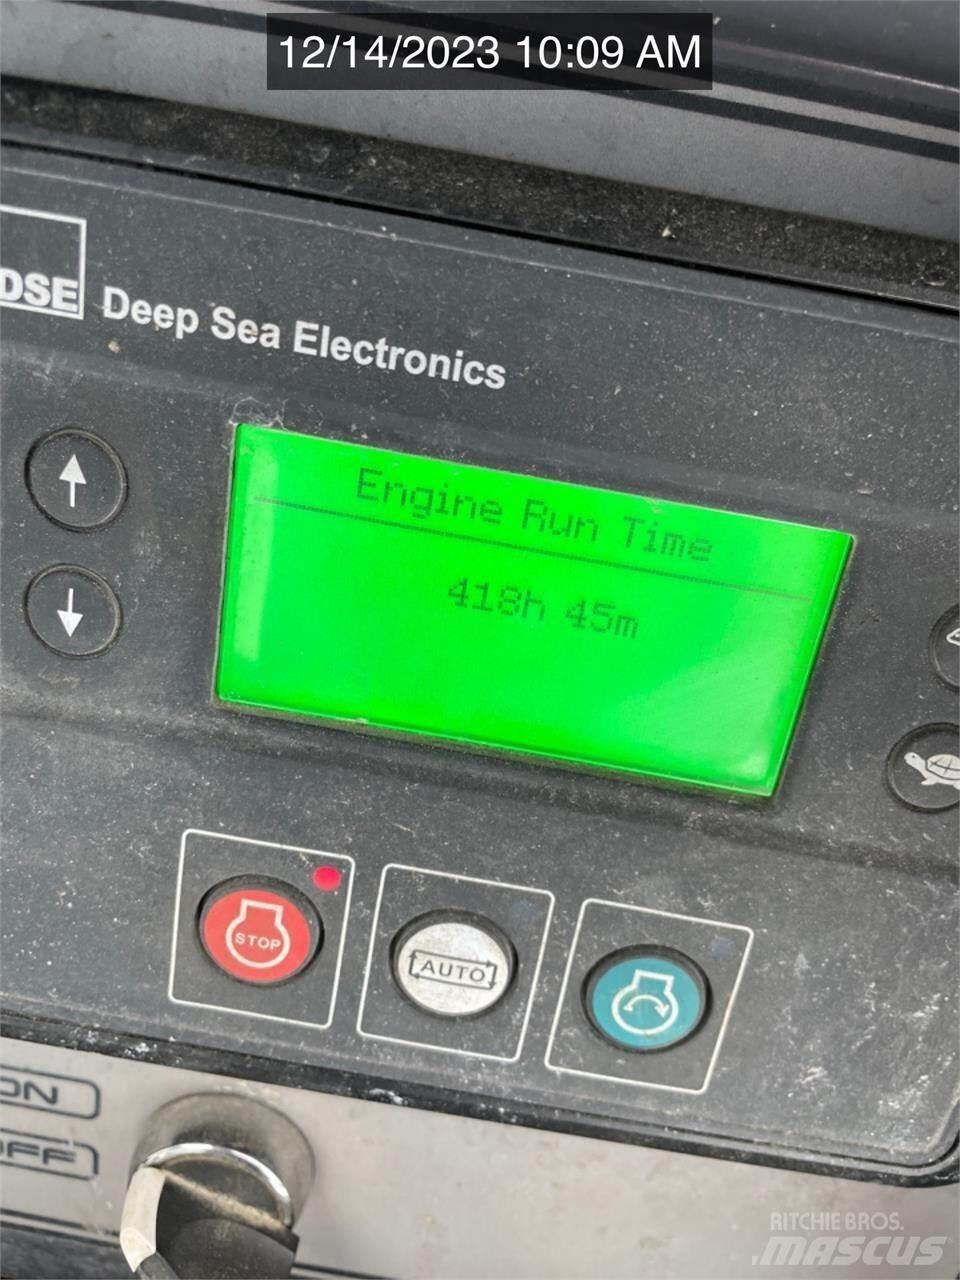 12/14/2023 10:09 AM
DSE Deep Sea Electronics
Engine Run Time
418h 45m
STOP
AUTO
ON
OFF
RITCHIE BROS.
MASCUS